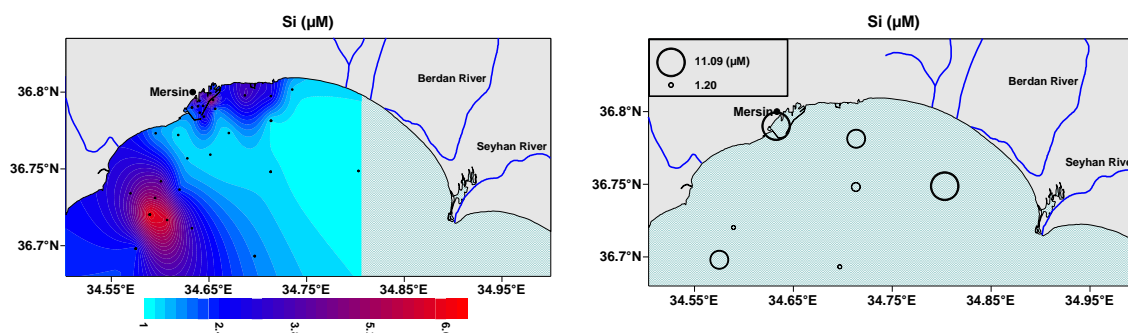 Si (µM)
36.8°N
36.75°N
36.7°N
Mersin
Berdan River
Seyhan River
34.55°E
34.65°E
34.75°E
34.85°E
34.95°E
1
Si (µM)
11.09 (µM)
1.20
36.8°N
36.75°N
36.7°N
Mersin
Berdan River
Seyhan River
34.55°E
34.65°E
34.75°E
34.85°E
34.95°E